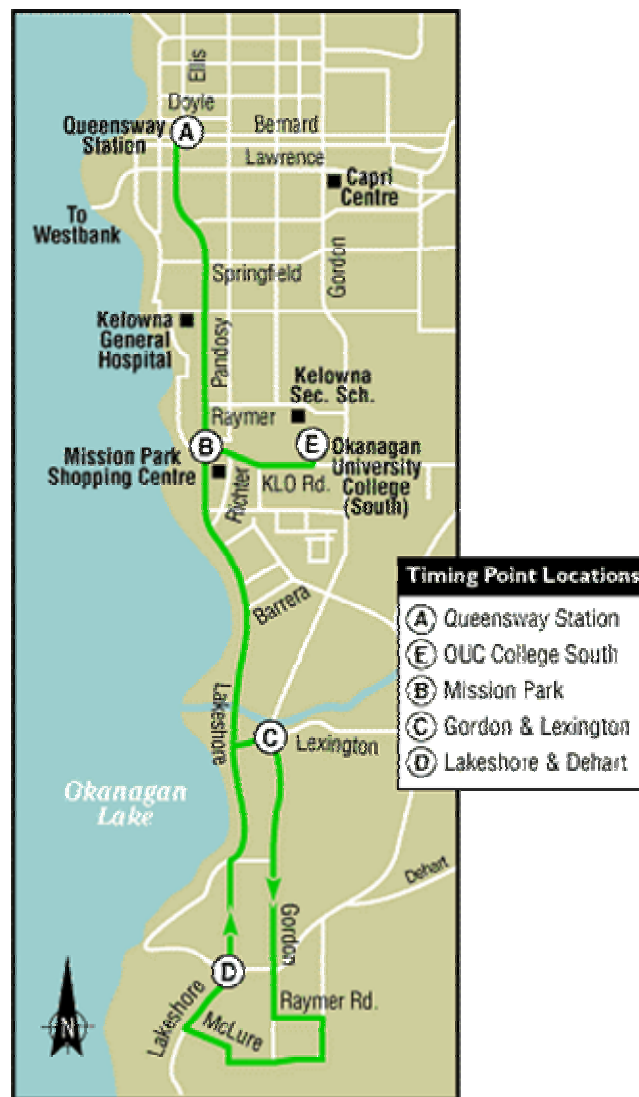 Ellis
Doyle
Queensway
Station
A
Bernard
Lawrence
Capri
Centre
To
Westbank
Gordon
Springfield
Kelowna
General
Hospital
Pandosy
Kelowna
Sec. Sch.
Raymer
B
E
Okanagan
University
College
(South)
Mission Park
Shopping Centre
Richter
KLO Rd.
Barrera
Timing Point Locations
A Queensway Station
E OUC College South
B Mission Park
C Gordon & Lexington
D Lakeshore & Dehart
Lakeshore
C
Lexington
Okanagan
Lake
Dehart
Gordon
D
Raymer Rd.
Lakeshore
McLure
N